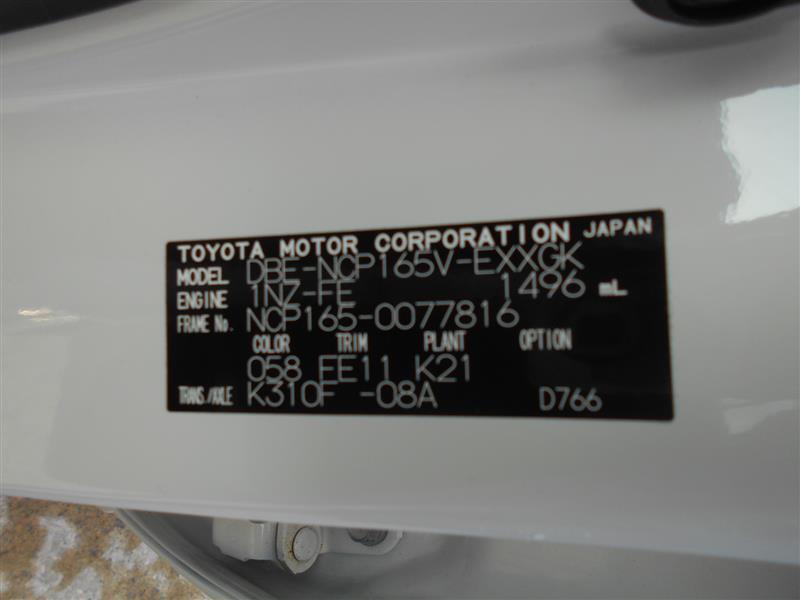 TOYOTA MOTOR CORPORATION JAPAN
MODEL DBE-NCP165V-EXXGK
ENGINE 1NZ-FE 1496 mL
FRAME No. NCP165-0077816
COLOR TRIM PLANT OPTION
058 FE11 K21
TRANS./AXLE K310F -08A D766